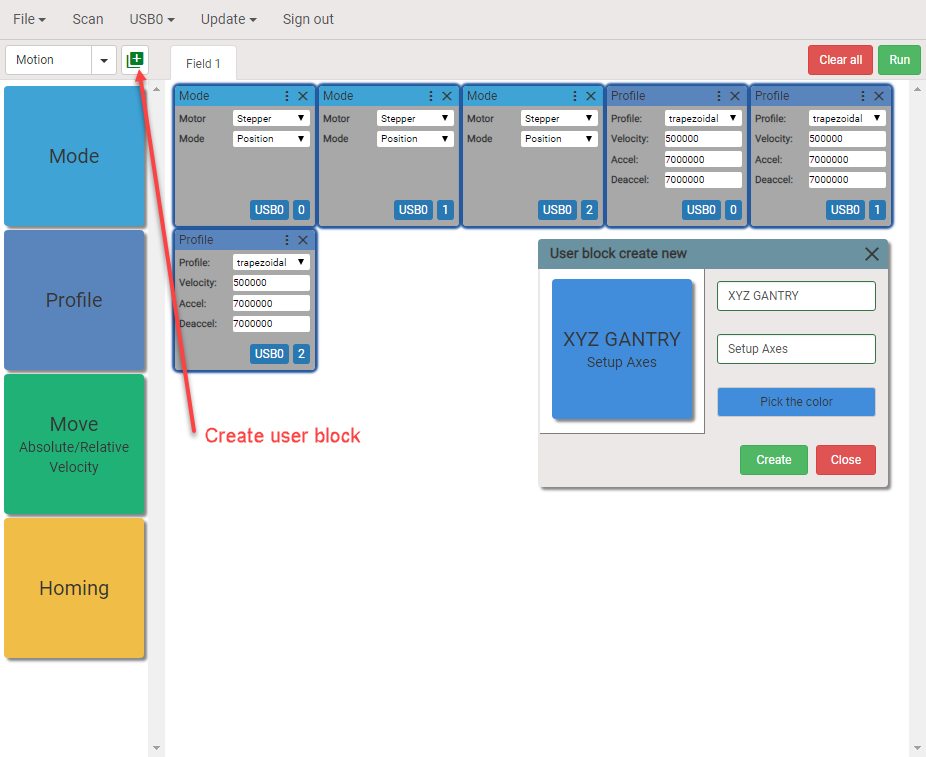 File Scan USB0 Update Sign out
Motion Field 1 Clear all Run
Mode
Profile
Move
Absolute/Relative
Velocity
Homing
Mode Mode Mode Profile Profile
Motor Stepper Motor Stepper Motor Stepper Profile: trapezoidal Profile: trapezoidal
Mode Position Mode Position Mode Position Velocity: 500000 Velocity: 500000
Accel: 7000000 Accel: 7000000
Deaccel: 7000000 Deaccel: 7000000
USB0 0 USB0 1 USB0 2 USB0 0 USB0 1
Profile
Profile: trapezoidal
Velocity: 500000
Accel: 7000000
Deaccel: 7000000
USB0 2
Create user block
User block create new
XYZ GANTRY
Setup Axes
XYZ GANTRY
Setup Axes
Pick the color
Create Close